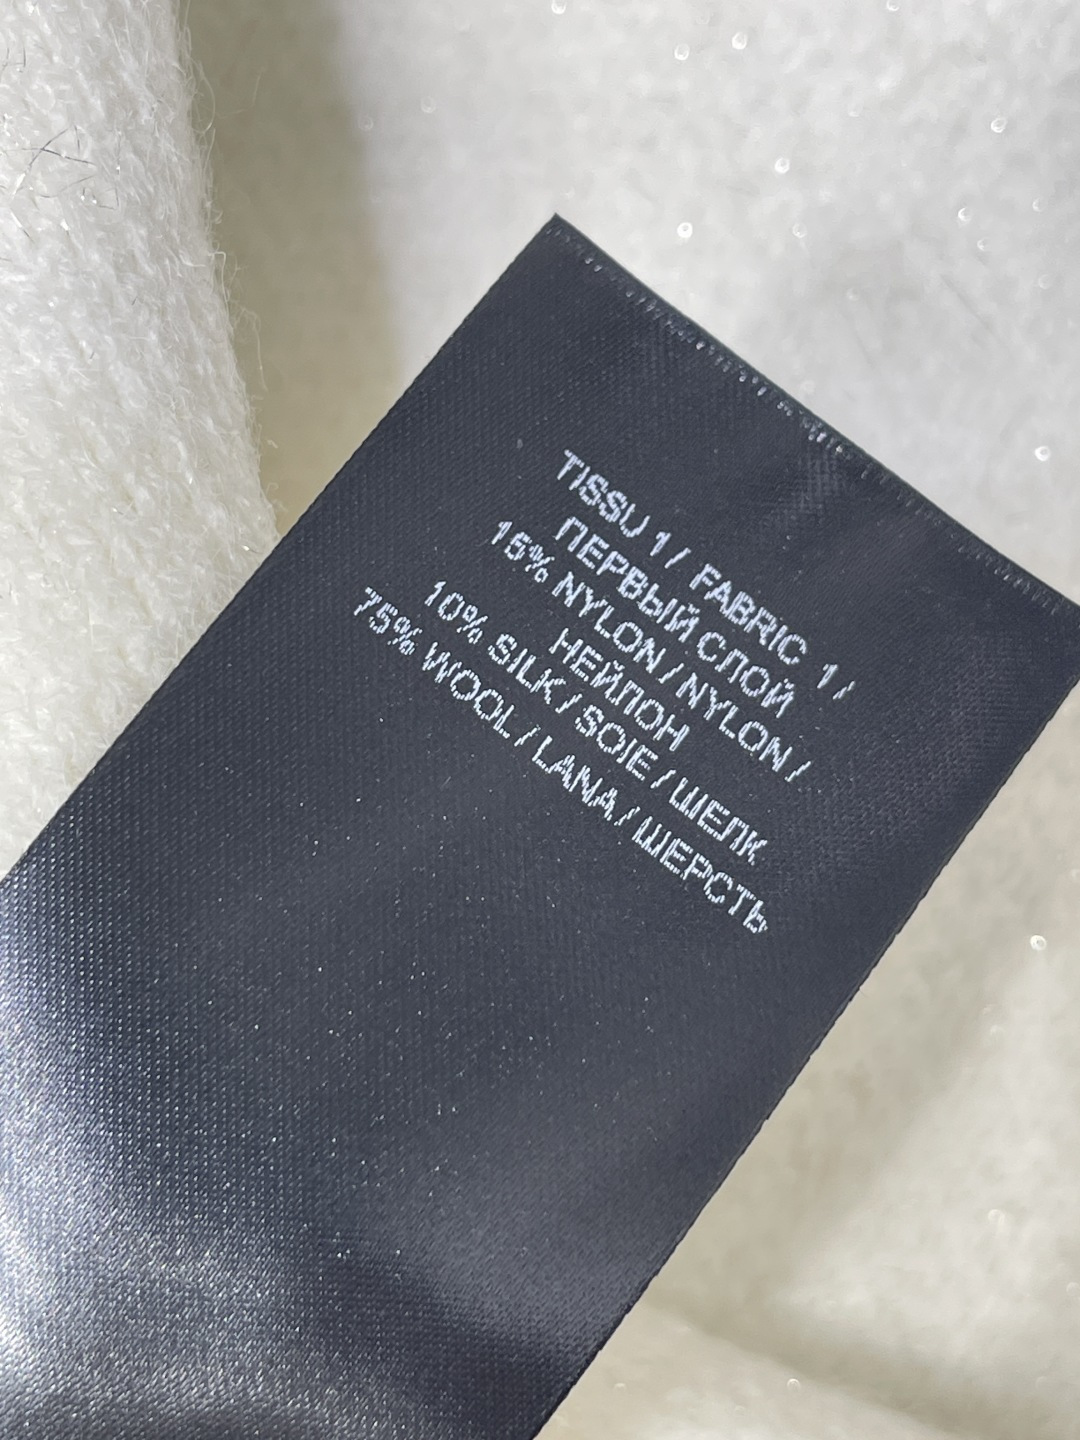 TISSU 1 / FABRIC 1 /
ПЕРВЫЙ СЛОЙ
15% NYLON / NYLON /
НЕЙЛОН
10% SILK / SOIE / ШЕЛК
75% WOOL / LANA / ШЕРСТЬ